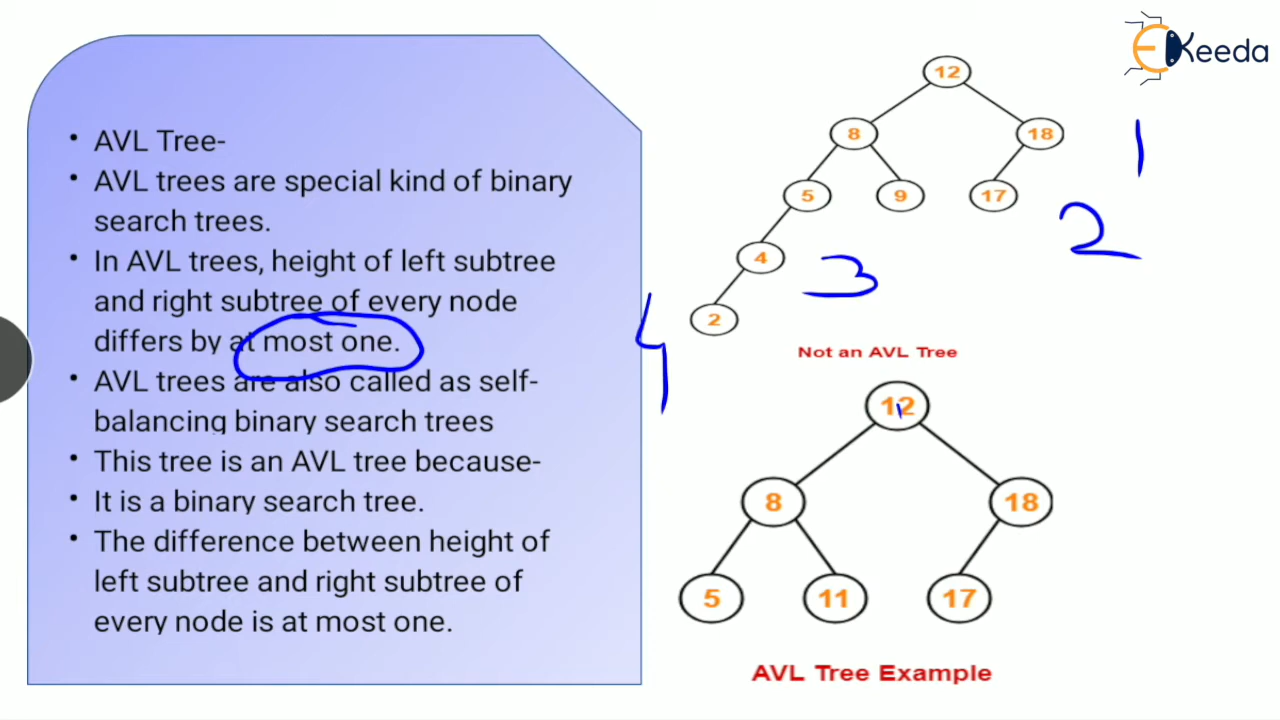 Keeda
• AVL Tree-
• AVL trees are special kind of binary
search trees.
• In AVL trees, height of left subtree
and right subtree of every node
differs by at most one.
• AVL trees are also called as self-
balancing binary search trees
• This tree is an AVL tree because-
• It is a binary search tree.
• The difference between height of
left subtree and right subtree of
every node is at most one.
12
8 18
1
5 9 17
2
4
3
2
4
Not an AVL Tree
12
8 18
5 11 17
AVL Tree Example